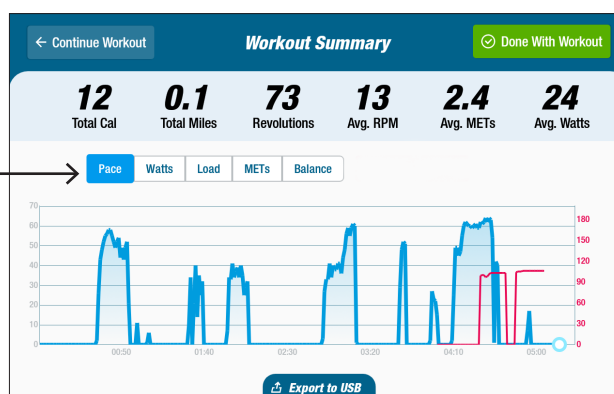 ← Continue Workout
Workout Summary
Done With Workout
12 0.1 73 13 2.4 24
Total Cal Total Miles Revolutions Avg. RPM Avg. METs Avg. Watts
Pace Watts Load METs Balance
70
60
50
40
30
20
10
0
180
150
120
90
60
30
0
00:50 01:40 02:30 03:20 04:10 05:00
Export to USB